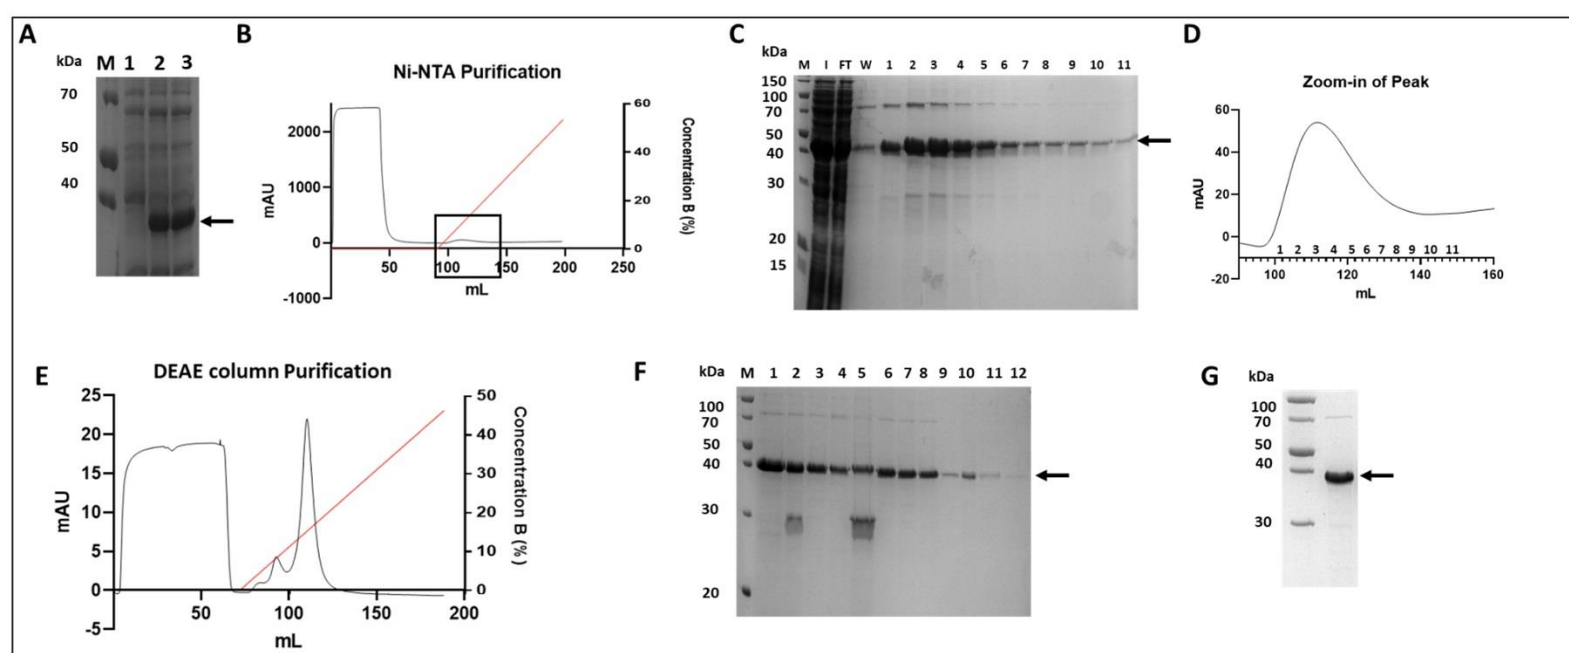 A
kDa
M 1 2 3
70
50
40
B
Ni-NTA Purification
2000
1000
0
-1000
mAU
50 100 150 200 250
mL
60
40
20
0
Concentration B (%)
C
kDa
M I FT W 1 2 3 4 5 6 7 8 9 10 11
150
100
70
50
40
30
20
15
D
Zoom-in of Peak
60
40
20
0
-20
mAU
1 2 3 4 5 6 7 8 9 10 11
100 120 140 160
mL
E
DEAE column Purification
25
20
15
10
5
0
-5
mAU
50 100 150 200
mL
50
40
30
20
10
0
Concentration B (%)
F
kDa
M 1 2 3 4 5 6 7 8 9 10 11 12
100
70
50
40
30
20
G
kDa
100
70
50
40
30